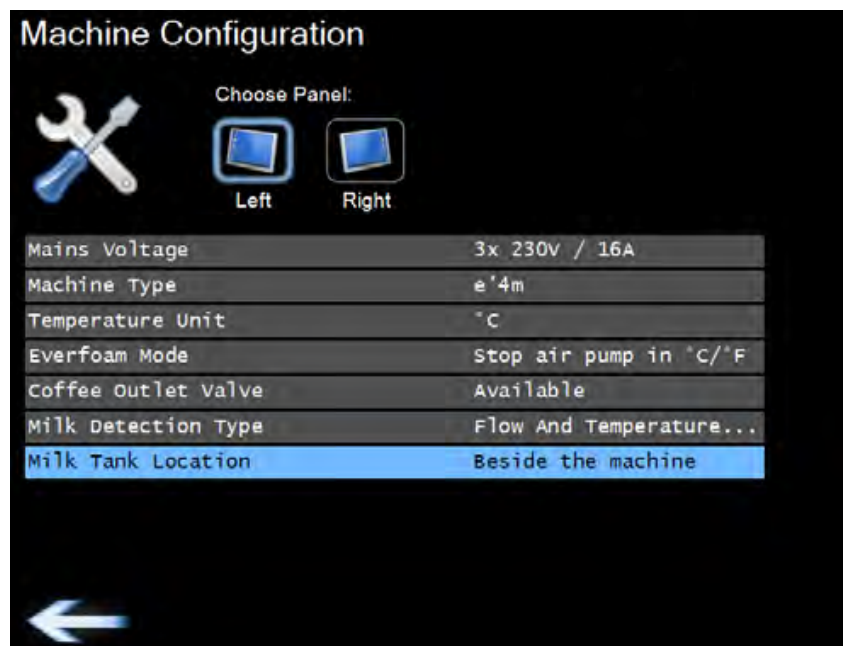 Machine Configuration
Choose Panel:
Left Right
Mains Voltage 3x 230V / 16A
Machine Type e'4m
Temperature Unit °C
Everfoam Mode Stop air pump in °C/°F
Coffee Outlet Valve Available
Milk Detection Type Flow And Temperature...
Milk Tank Location Beside the machine